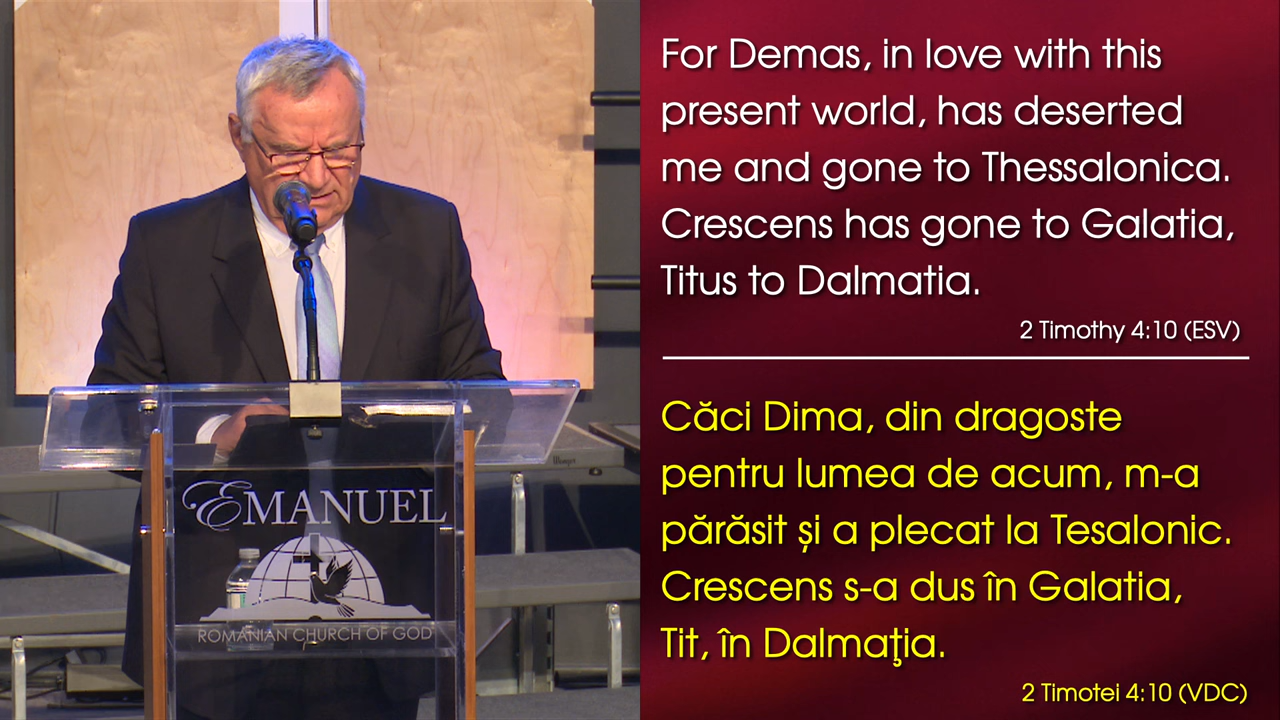 For Demas, in love with this
present world, has deserted
me and gone to Thessalonica.
Crescens has gone to Galatia,
Titus to Dalmatia.
2 Timothy 4:10 (ESV)
Căci Dima, din dragoste
pentru lumea de acum, m-a
părăsit și a plecat la Tesalonic.
Crescens s-a dus în Galatia,
Tit, în Dalmaţia.
2 Timotei 4:10 (VDC)
EMANUEL
ROMANIAN CHURCH OF GOD